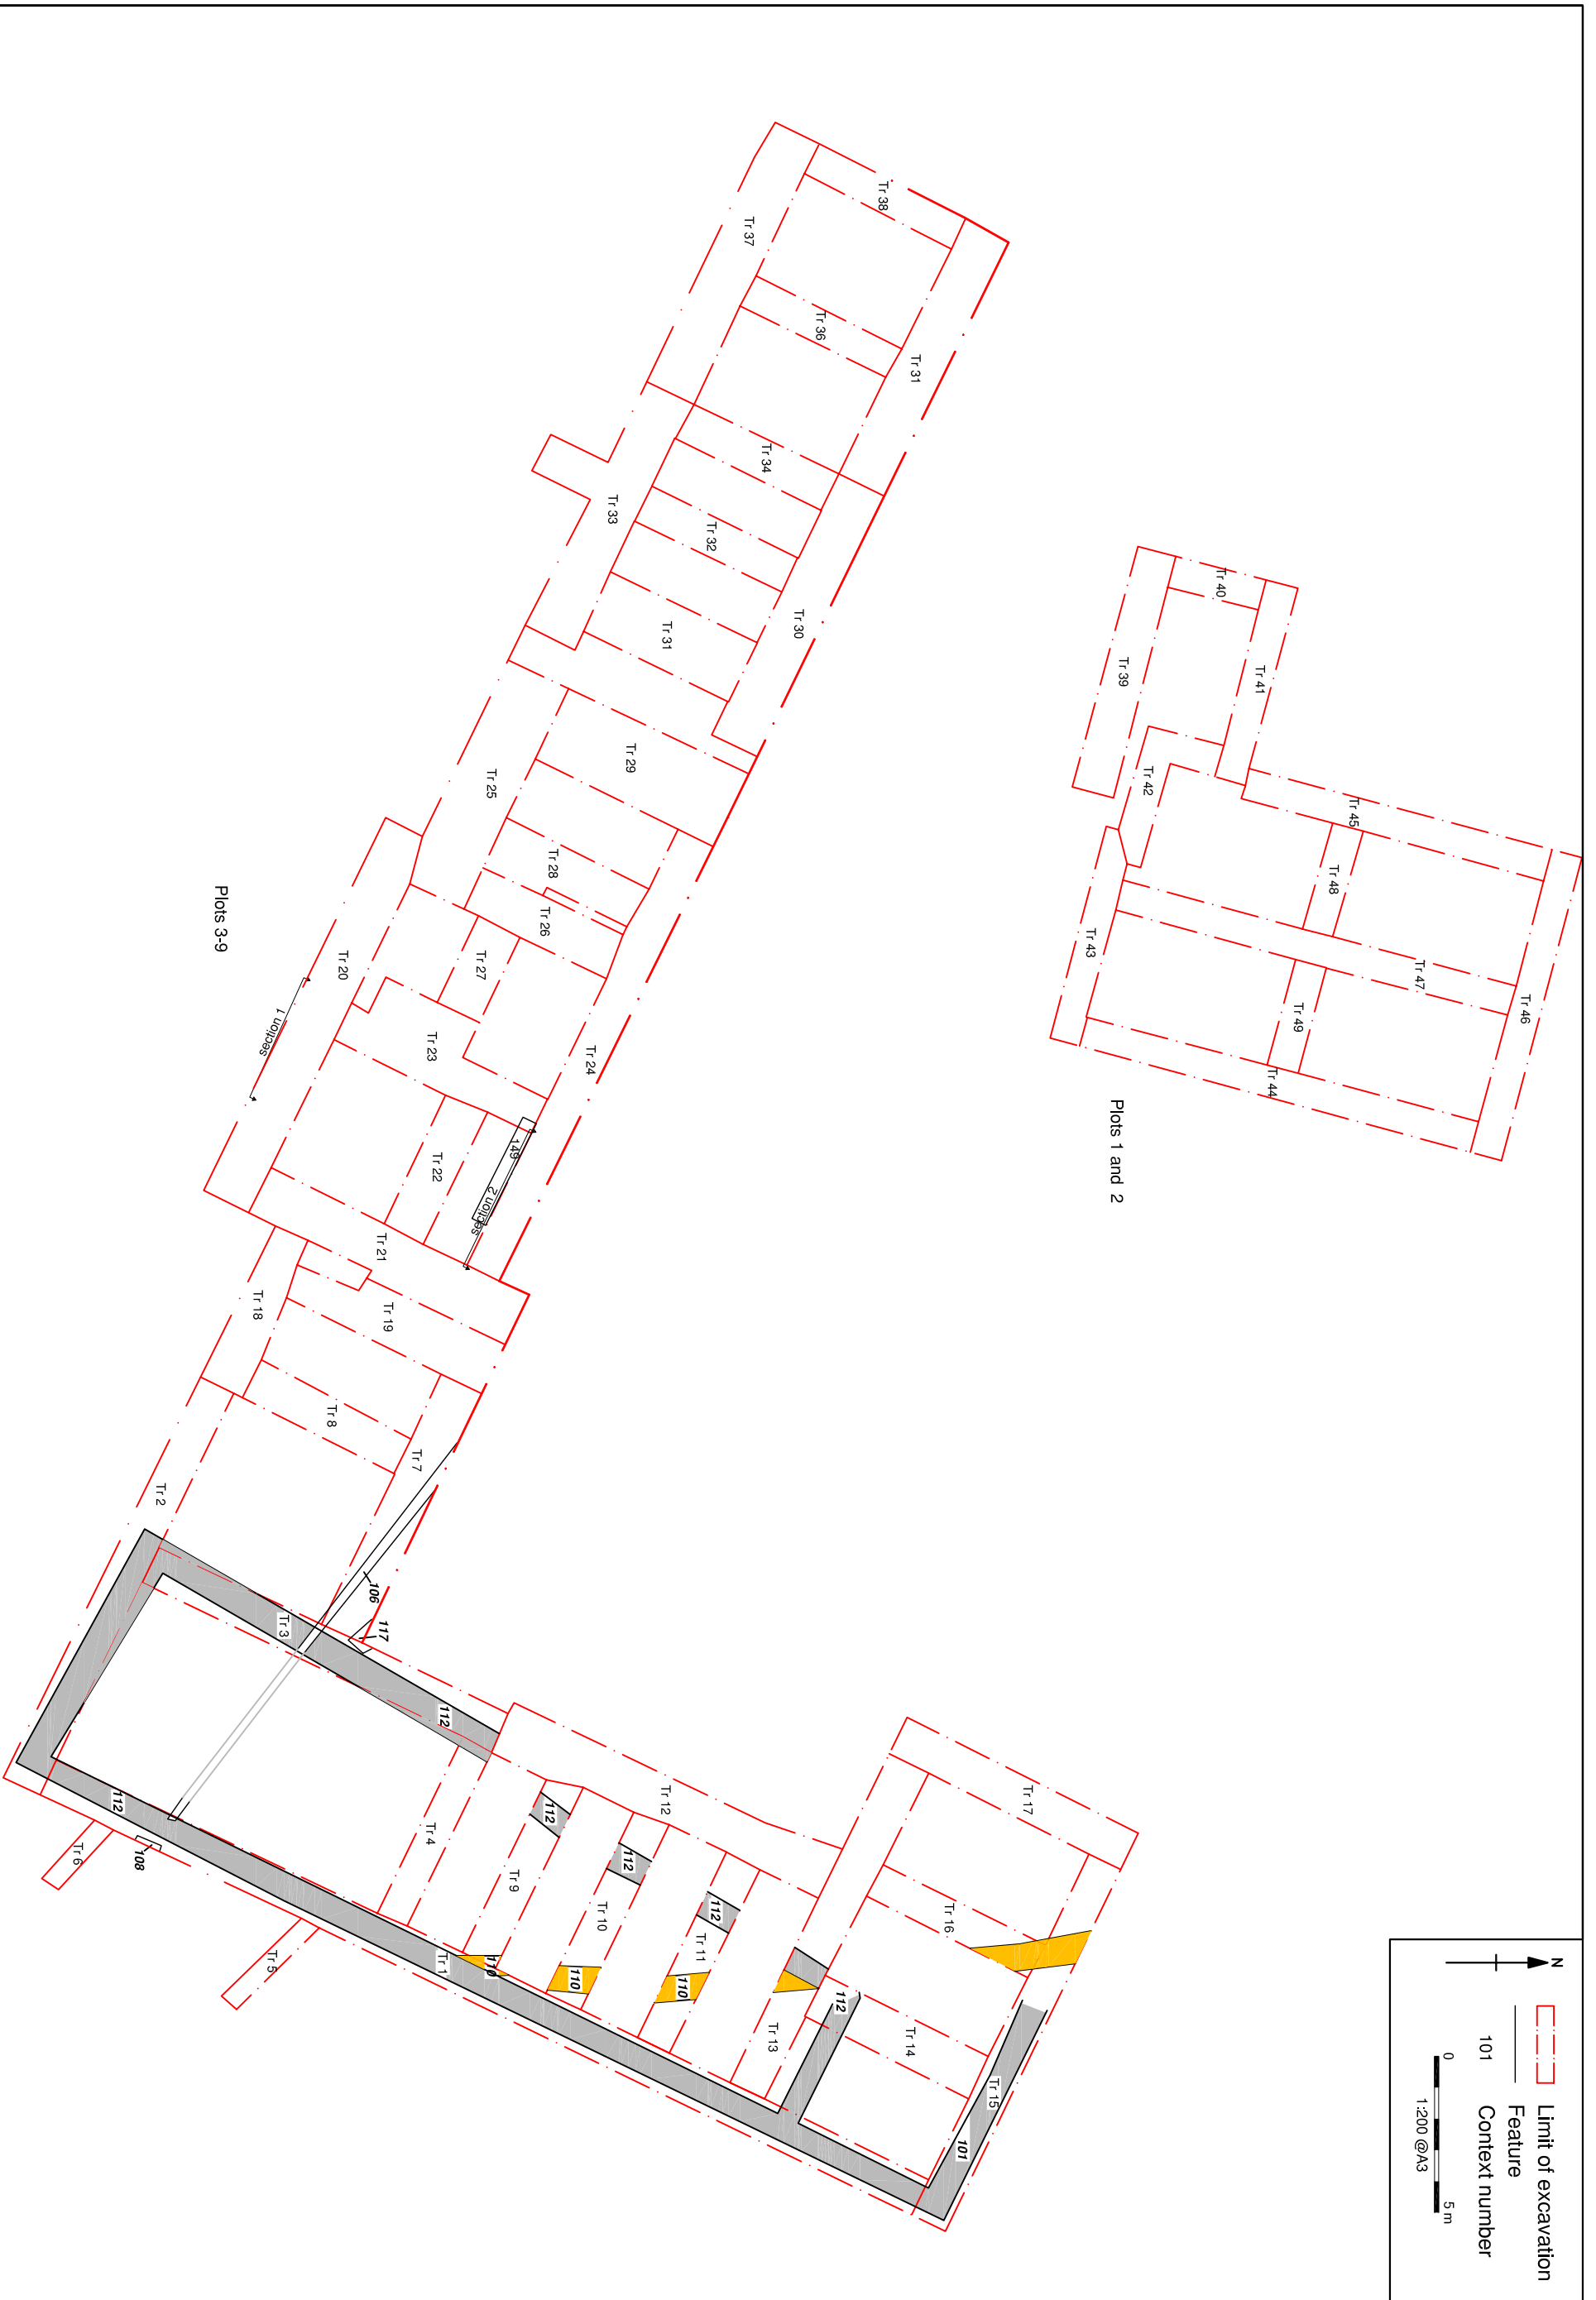 N
Limit of excavation
Feature
101 Context number
0 5 m
1:200 @A3
Plots 1 and 2
Tr 40
Tr 41
Tr 39
Tr 42
Tr 43
Tr 45
Tr 48
Tr 47
Tr 46
Tr 49
Tr 44
Plots 3-9
Tr 38
Tr 37
Tr 36
Tr 31
Tr 34
Tr 33
Tr 32
Tr 30
Tr 31
Tr 29
Tr 25
Tr 28
Tr 26
Tr 27
Tr 20
Tr 23
Tr 24
section 1
149
section 2
Tr 22
Tr 21
Tr 18
Tr 19
Tr 8
Tr 7
Tr 2
106
117
Tr 3
112
112
Tr 6
108
Tr 5
Tr 4
Tr 1
Tr 9
112
110
Tr 12
Tr 10
112
110
Tr 11
112
110
Tr 13
112
Tr 17
Tr 16
Tr 14
Tr 15
101